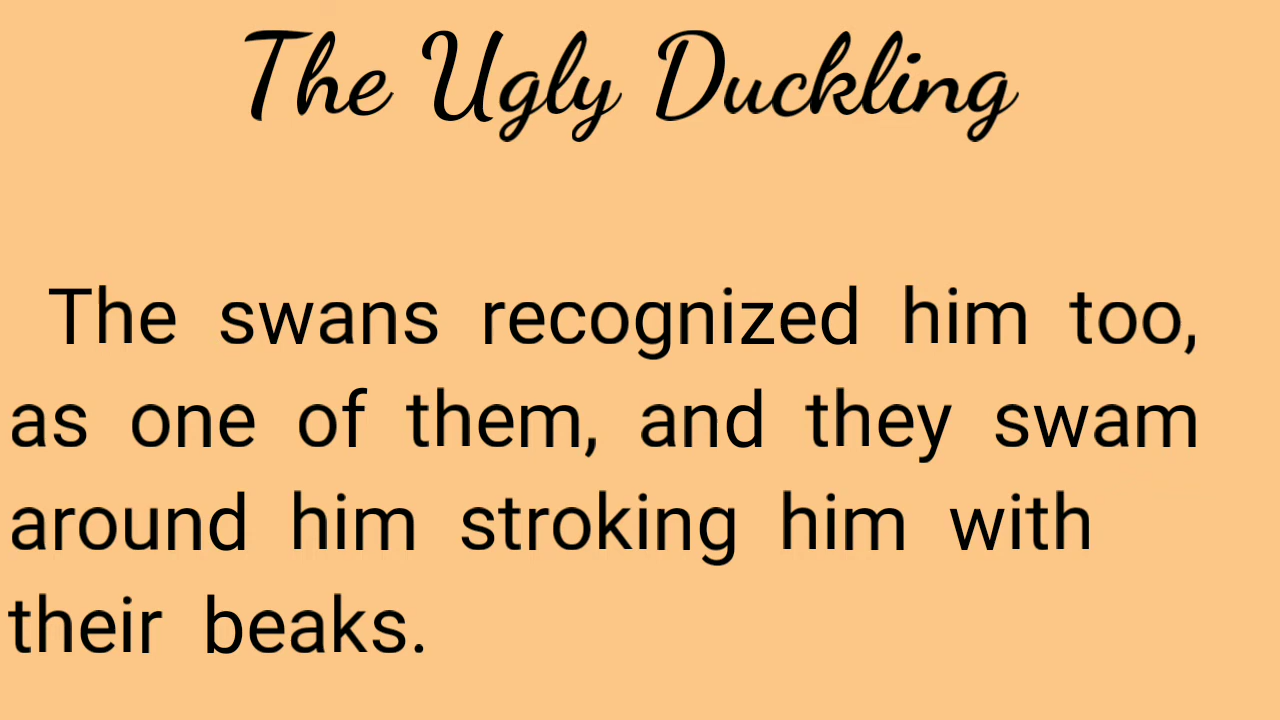 The Ugly Duckling
The swans recognized him too,
as one of them, and they swam
around him stroking him with
their beaks.